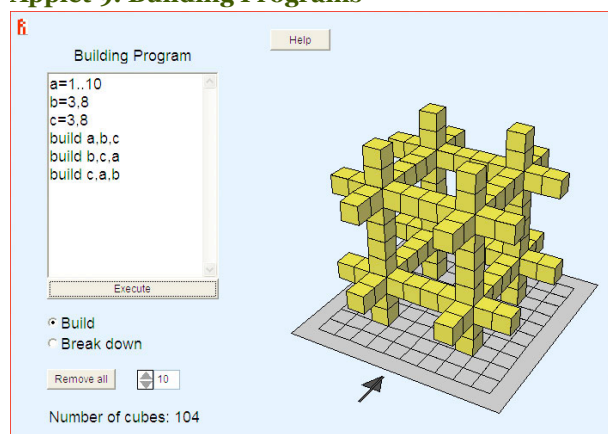 Applet 9: Building Programs
Help
Building Program
a=1..10
b=3,8
c=3,8
build a,b,c
build b,c,a
build c,a,b
Execute
Build
Break down
Remove all
10
Number of cubes: 104